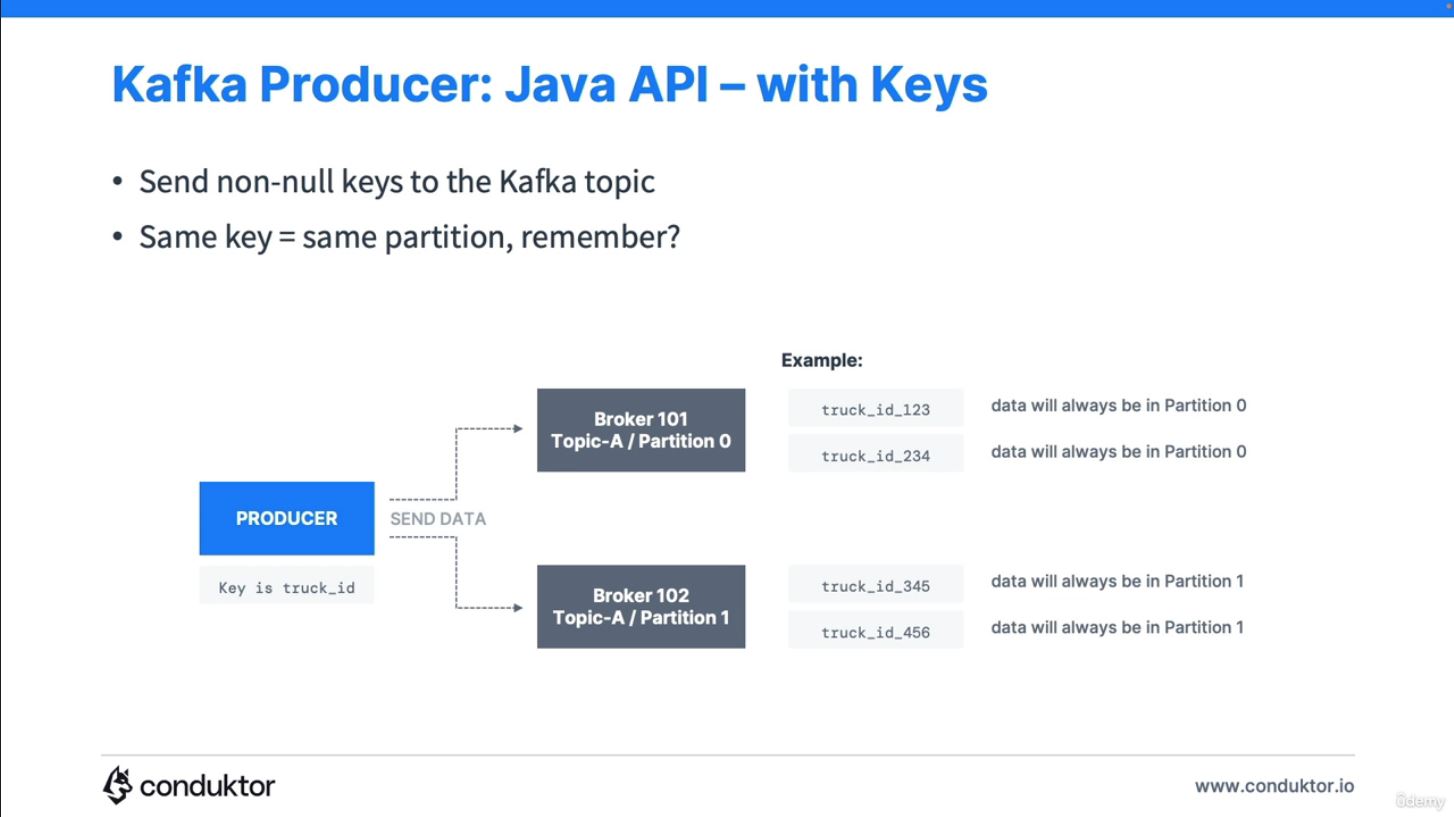 Kafka Producer: Java API – with Keys
• Send non-null keys to the Kafka topic
• Same key = same partition, remember?
Example:
Broker 101
Topic-A / Partition 0
truck_id_123
data will always be in Partition 0
truck_id_234
data will always be in Partition 0
PRODUCER
SEND DATA
Key is truck_id
Broker 102
Topic-A / Partition 1
truck_id_345
data will always be in Partition 1
truck_id_456
data will always be in Partition 1
conduktor
www.conduktor.io
ûdemy